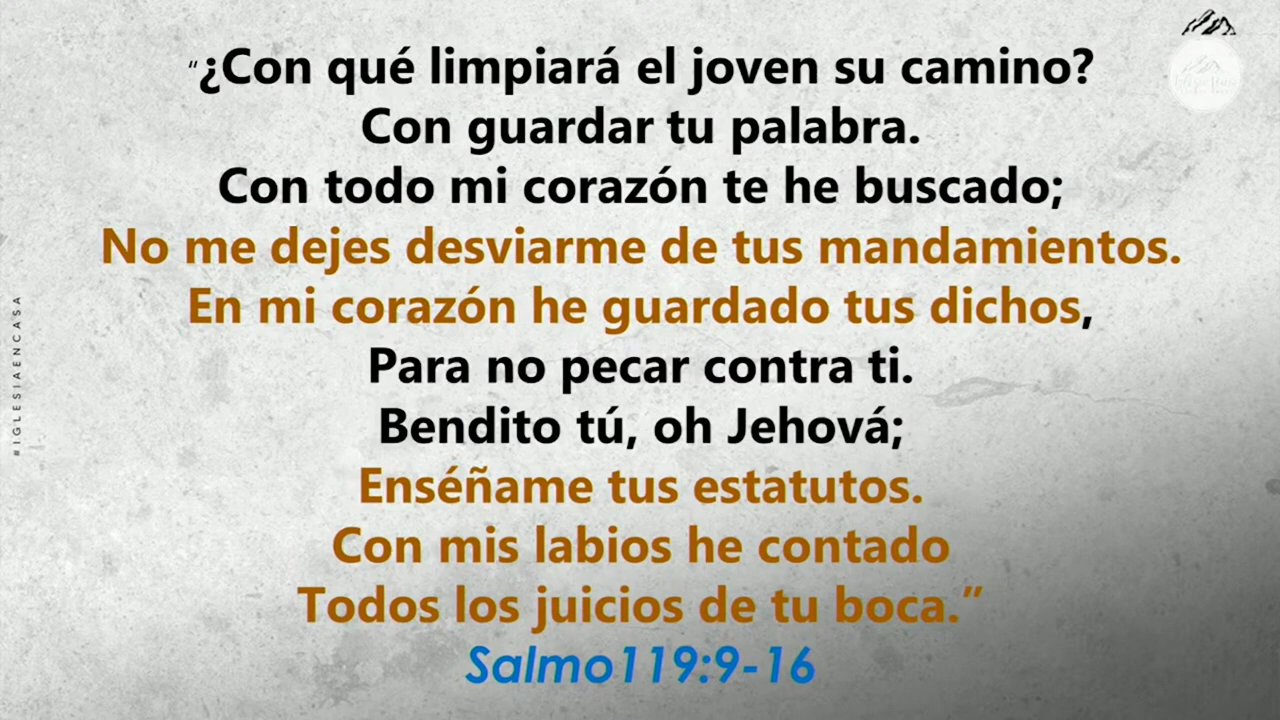 “¿Con qué limpiará el joven su camino?
Con guardar tu palabra.
Con todo mi corazón te he buscado;
No me dejes desviarme de tus mandamientos.
En mi corazón he guardado tus dichos,
Para no pecar contra ti.
Bendito tú, oh Jehová;
Enséñame tus estatutos.
Con mis labios he contado
Todos los juicios de tu boca.”
Salmo119:9-16
#IGLESIAENCASA